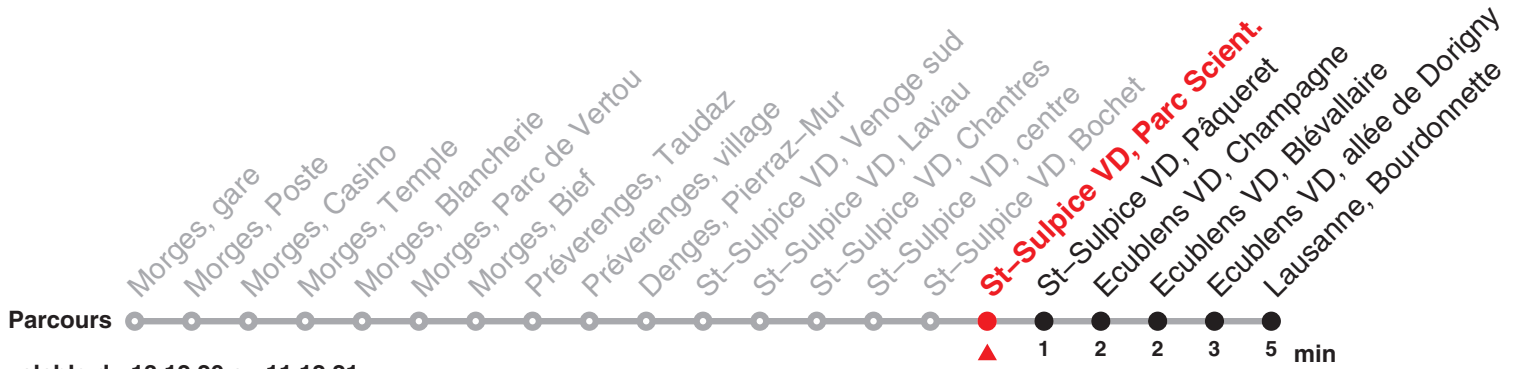 Morges, gare
Morges, Poste
Morges, Casino
Morges, Temple
Morges, Blancherie
Morges, Parc de Vertou
Morges, Bief
Préverenges, Taudaz
Préverenges, village
Denges, Pierraz–Mur
St–Sulpice VD, Venoge sud
St–Sulpice VD, Laviau
St–Sulpice VD, Chantres
St–Sulpice VD, centre
St–Sulpice VD, Bochet
St–Sulpice VD, Parc Scient.
St–Sulpice VD, Pâqueret
Ecublens VD, Champagne
Ecublens VD, Blévallaire
Ecublens VD, allée de Dorigny
Lausanne, Bourdonnette
Parcours
1 2 2 3 5 min